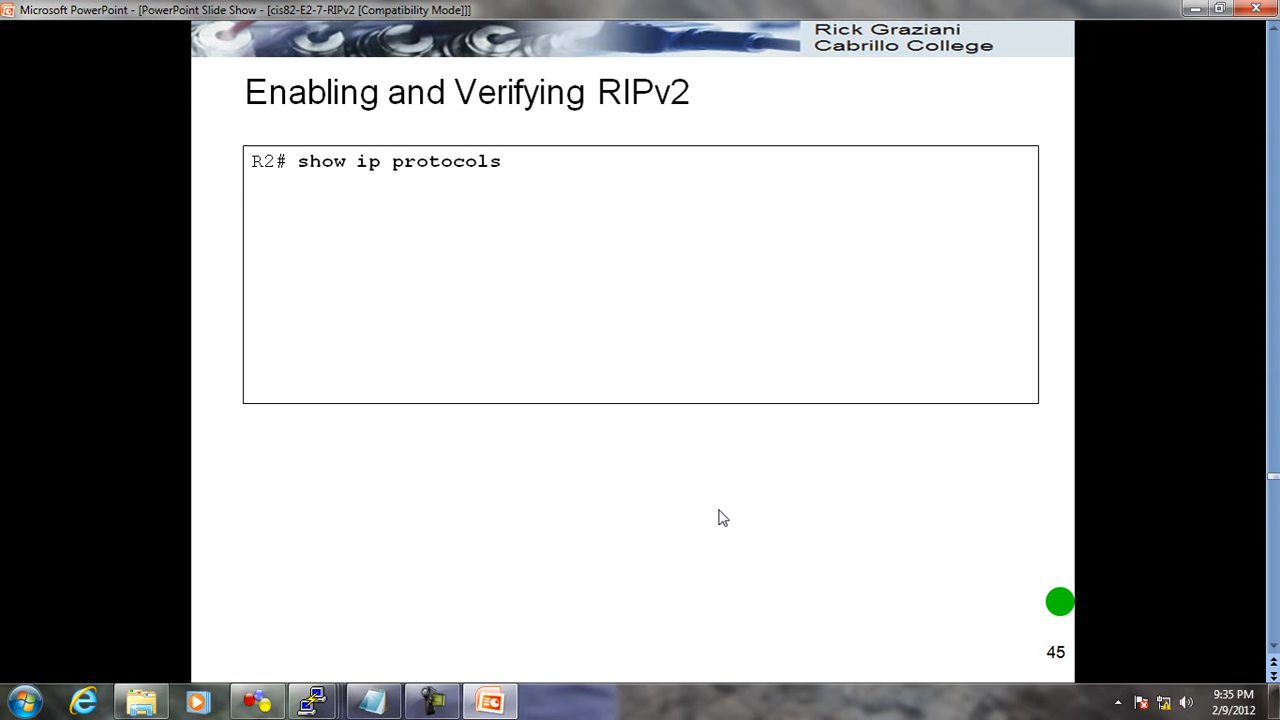 Microsoft PowerPoint - [PowerPoint Slide Show - [cis82-E2-7-RIPv2 [Compatibility Mode]]]
Rick Graziani
Cabrillo College
Enabling and Verifying RIPv2
R2# show ip protocols
45
9:35 PM
2/9/2012